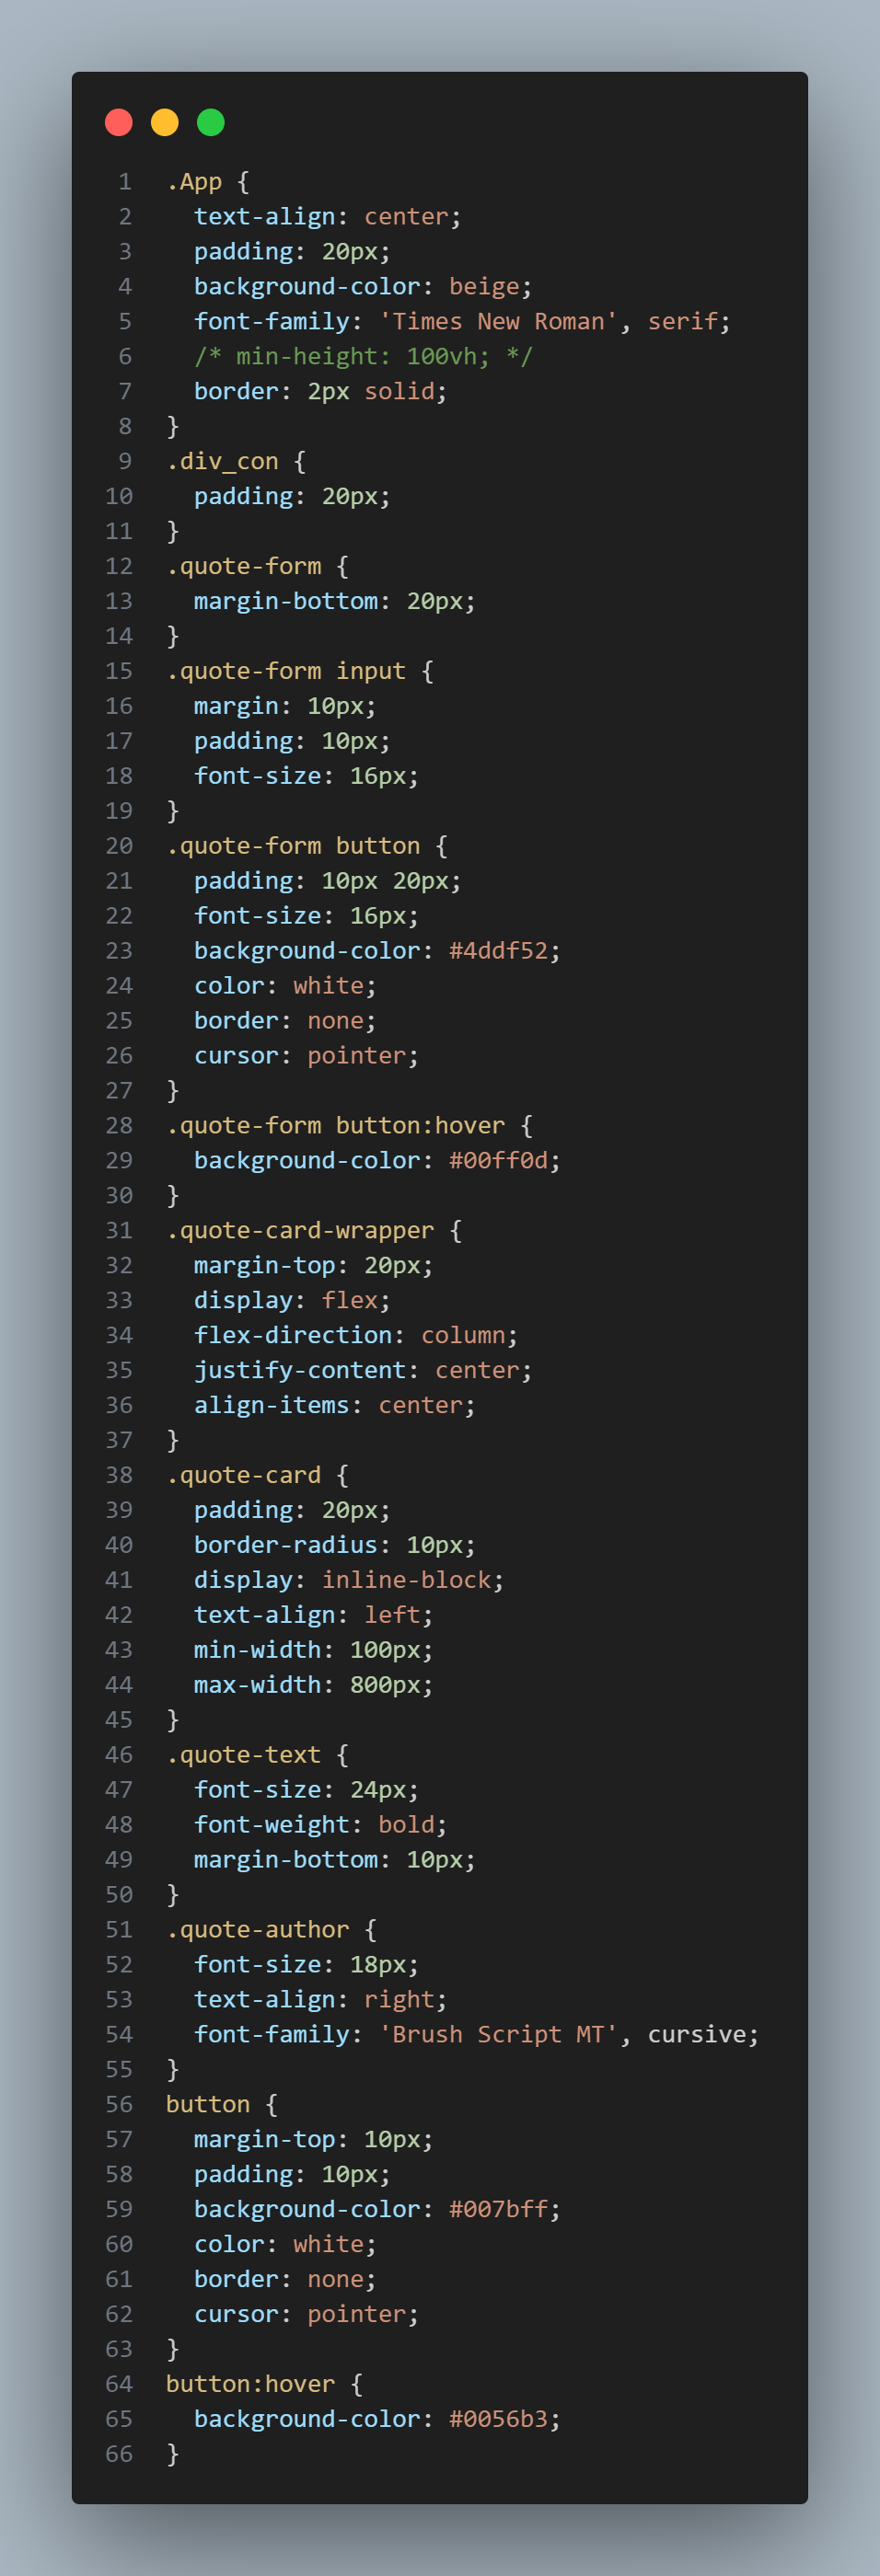 1 .App {
2   text-align: center;
3   padding: 20px;
4   background-color: beige;
5   font-family: 'Times New Roman', serif;
6   /* min-height: 100vh; */
7   border: 2px solid;
8 }
9 .div_con {
10   padding: 20px;
11 }
12 .quote-form {
13   margin-bottom: 20px;
14 }
15 .quote-form input {
16   margin: 10px;
17   padding: 10px;
18   font-size: 16px;
19 }
20 .quote-form button {
21   padding: 10px 20px;
22   font-size: 16px;
23   background-color: #4ddf52;
24   color: white;
25   border: none;
26   cursor: pointer;
27 }
28 .quote-form button:hover {
29   background-color: #00ff0d;
30 }
31 .quote-card-wrapper {
32   margin-top: 20px;
33   display: flex;
34   flex-direction: column;
35   justify-content: center;
36   align-items: center;
37 }
38 .quote-card {
39   padding: 20px;
40   border-radius: 10px;
41   display: inline-block;
42   text-align: left;
43   min-width: 100px;
44   max-width: 800px;
45 }
46 .quote-text {
47   font-size: 24px;
48   font-weight: bold;
49   margin-bottom: 10px;
50 }
51 .quote-author {
52   font-size: 18px;
53   text-align: right;
54   font-family: 'Brush Script MT', cursive;
55 }
56 button {
57   margin-top: 10px;
58   padding: 10px;
59   background-color: #007bff;
60   color: white;
61   border: none;
62   cursor: pointer;
63 }
64 button:hover {
65   background-color: #0056b3;
66 }